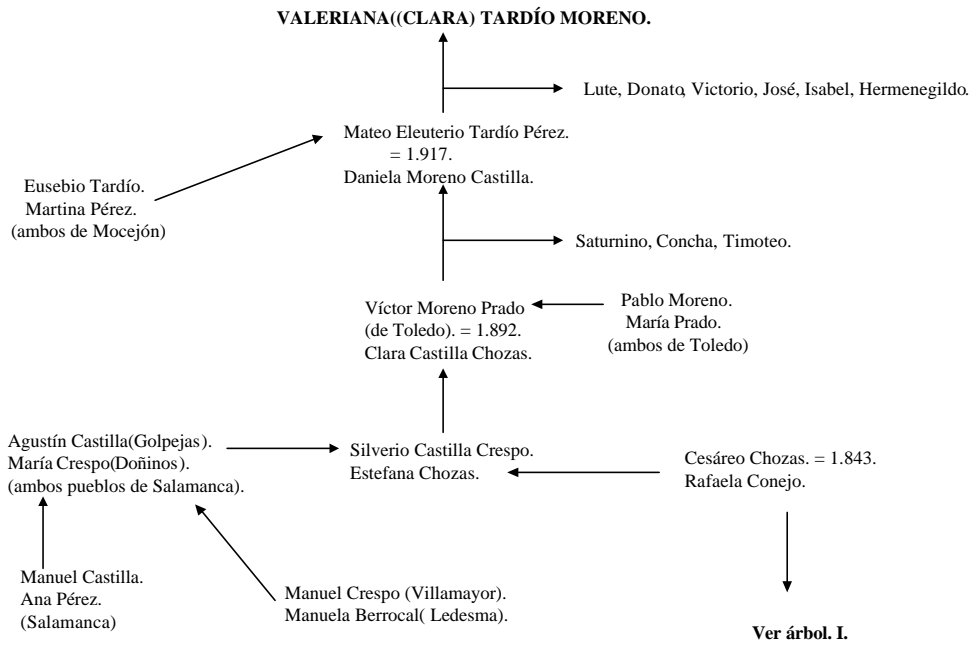 VALERIANA((CLARA) TARDÍO MORENO.
Lute, Donato, Victorio, José, Isabel, Hermenegildo.
Mateo Eleuterio Tardío Pérez.
= 1.917.
Daniela Moreno Castilla.
Eusebio Tardío.
Martina Pérez.
(ambos de Mocejón)
Saturnino, Concha, Timoteo.
Víctor Moreno Prado
(de Toledo). = 1.892.
Clara Castilla Chozas.
Pablo Moreno.
María Prado.
(ambos de Toledo)
Agustín Castilla(Golpejas).
María Crespo(Doñinos).
(ambos pueblos de Salamanca).
Silverio Castilla Crespo.
Estefana Chozas.
Cesáreo Chozas. = 1.843.
Rafaela Conejo.
Manuel Castilla.
Ana Pérez.
(Salamanca)
Manuel Crespo (Villamayor).
Manuela Berrocal( Ledesma).
Ver árbol. I.